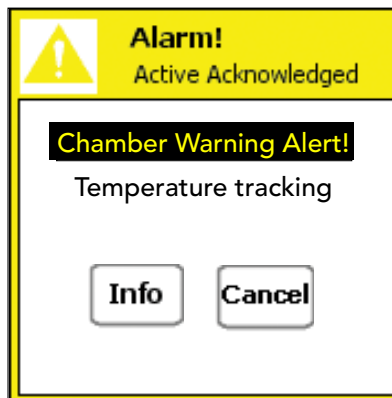 Alarm!
Active Acknowledged
Chamber Warning Alert!
Temperature tracking
Info Cancel